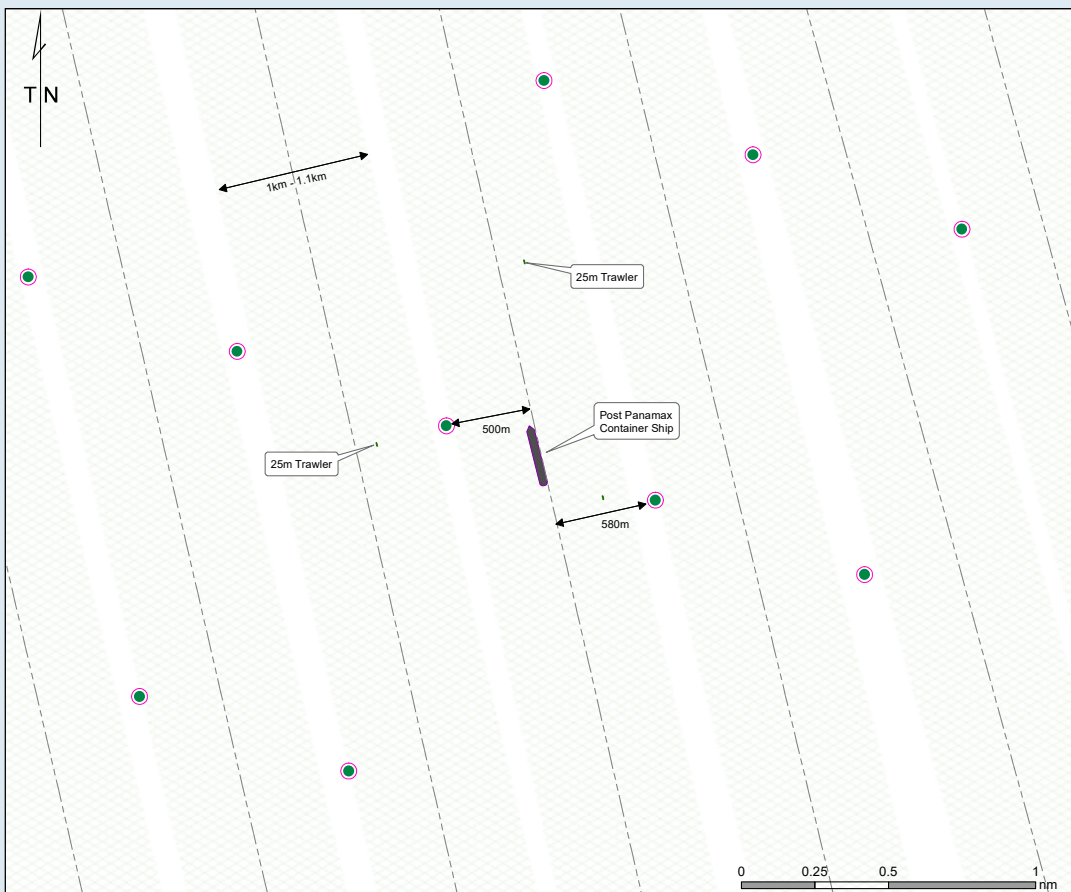 T N
1km - 1.1km
25m Trawler
500m
Post Panamax
Container Ship
25m Trawler
580m
0 0.25 0.5 1
nm